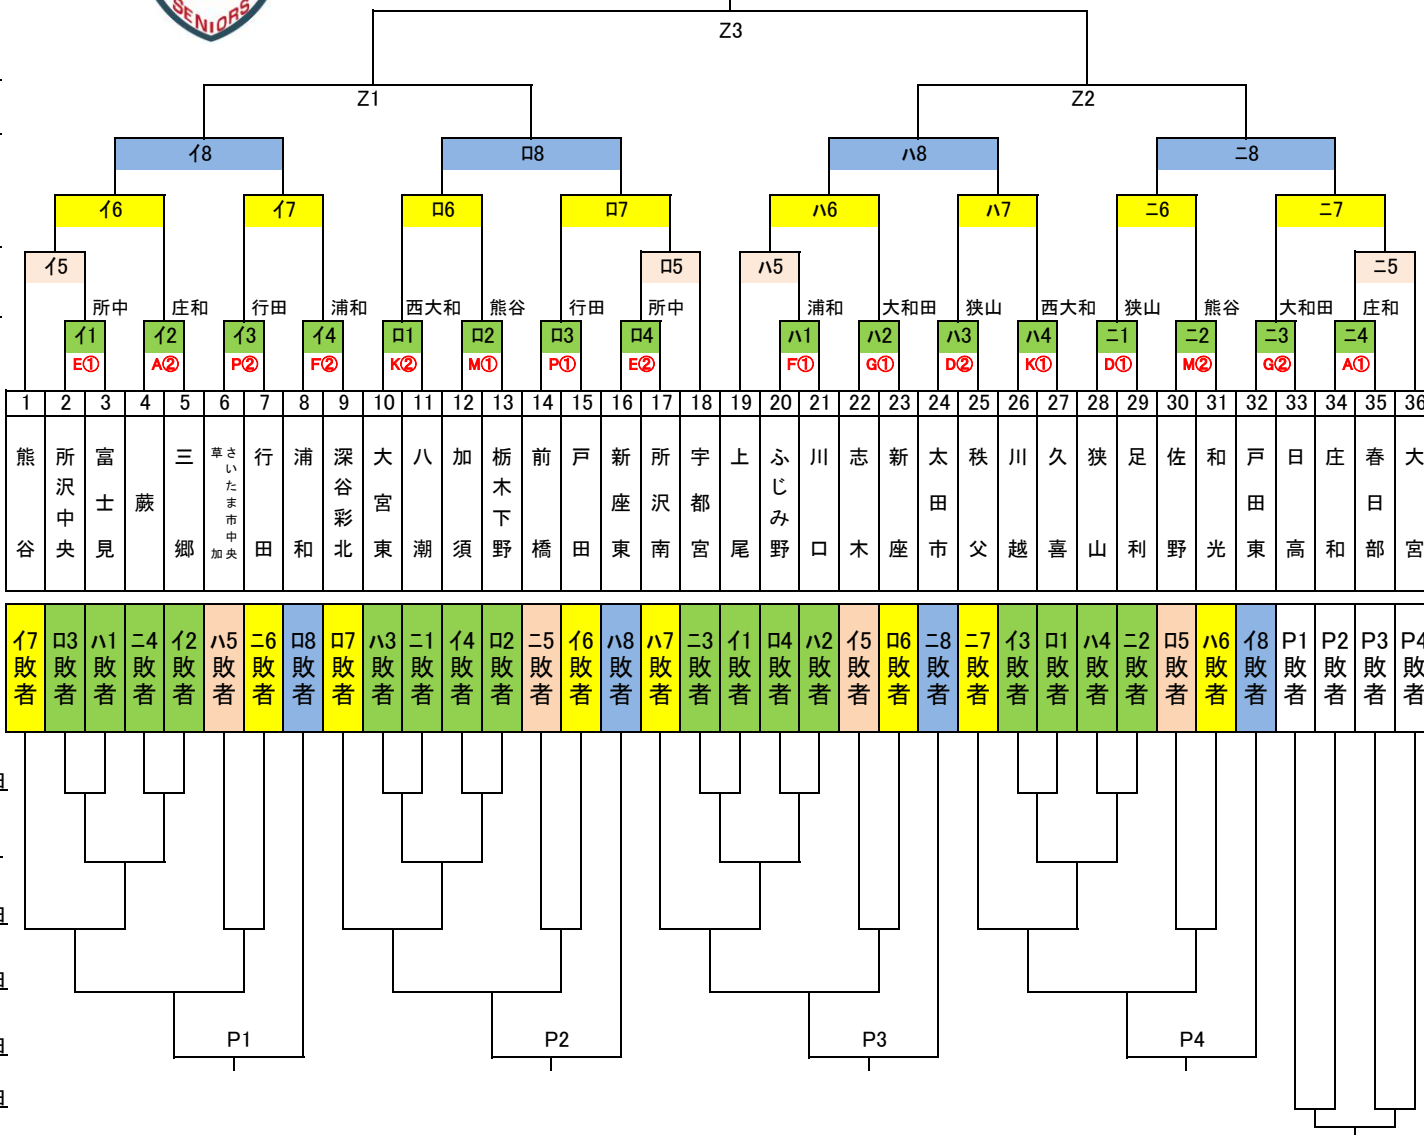 SENIORS
Z3
Z1 Z2
イ8 ロ8 ハ8 ニ8
イ6 イ7 ロ6 ロ7 ハ6 ハ7 ニ6 ニ7
イ5 ロ5 ハ5 ニ5
所中 庄和 行田 浦和 西大和 熊谷 行田 所中 浦和 大和田 狭山 西大和 狭山 熊谷 大和田 庄和
イ1 イ2 イ3 イ4 ロ1 ロ2 ロ3 ロ4 ハ1 ハ2 ハ3 ハ4 ニ1 ニ2 ニ3 ニ4
E① A② P② F② K② M① P① E② F① G① D② K① D① M② G② A①
1 2 3 4 5 6 7 8 9 10 11 12 13 14 15 16 17 18 19 20 21 22 23 24 25 26 27 28 29 30 31 32 33 34 35 36
熊谷
所沢中央
富士見
蕨
三郷
さいたま市中央
草加
行田
浦和
深谷彩北
大宮東
八潮
加須
栃木下野
前橋
戸田
新座東
所沢南
宇都宮
上尾
ふじみ野
川口
志木
新座
太田市
秩父
川越
久喜
狭山
足利
佐野
和光
戸田東
日高
庄和
春日部
大宮
イ7敗者
ロ3敗者
ハ1敗者
ニ4敗者
イ2敗者
ハ5敗者
ニ6敗者
ロ8敗者
ロ7敗者
ハ3敗者
ニ1敗者
イ4敗者
ロ2敗者
ニ5敗者
イ6敗者
ハ8敗者
ハ7敗者
ニ3敗者
イ1敗者
ロ4敗者
ハ2敗者
イ5敗者
ロ6敗者
ニ8敗者
ニ7敗者
イ3敗者
ロ1敗者
ハ4敗者
ニ2敗者
ロ5敗者
ハ6敗者
イ8敗者
P1敗者
P2敗者
P3敗者
P4敗者
P1 P2 P3 P4